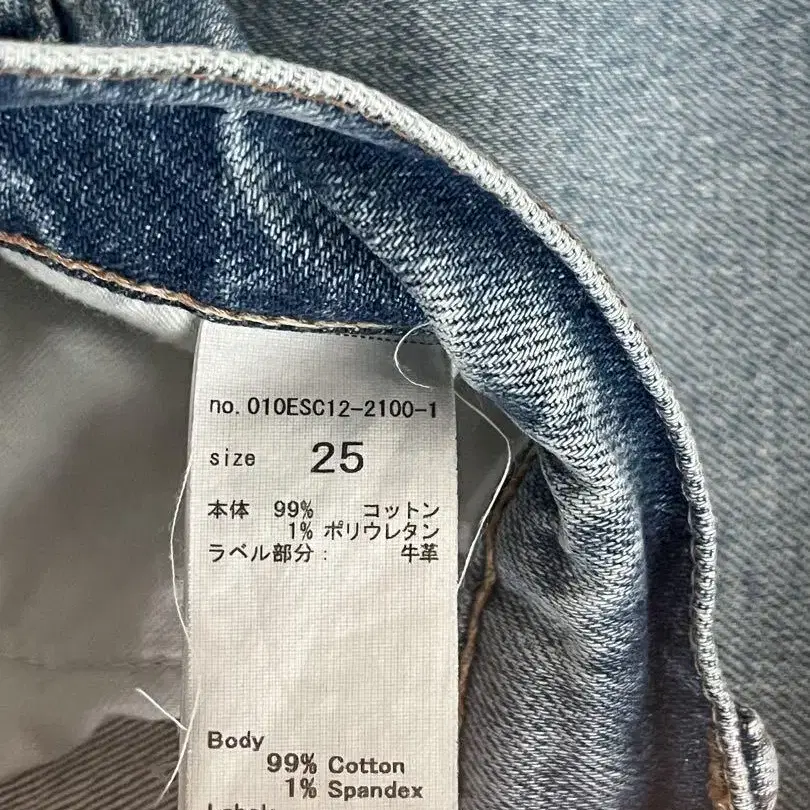 no. 010ESC12-2100-1
size 25
本体 99% コットン
1% ポリウレタン
ラベル部分: 牛革
Body
99% Cotton
1% Spandex